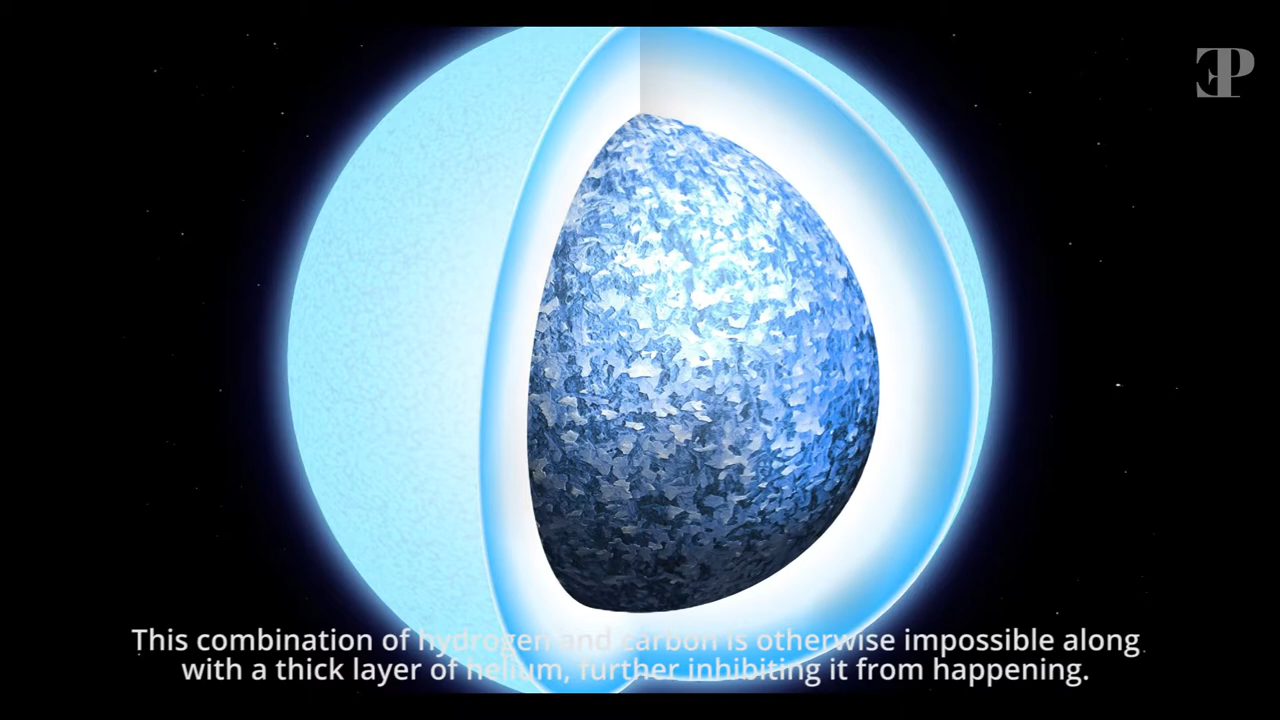 EP
This combination of hydrogen and carbon is otherwise impossible along
with a thick layer of helium, further inhibiting it from happening.